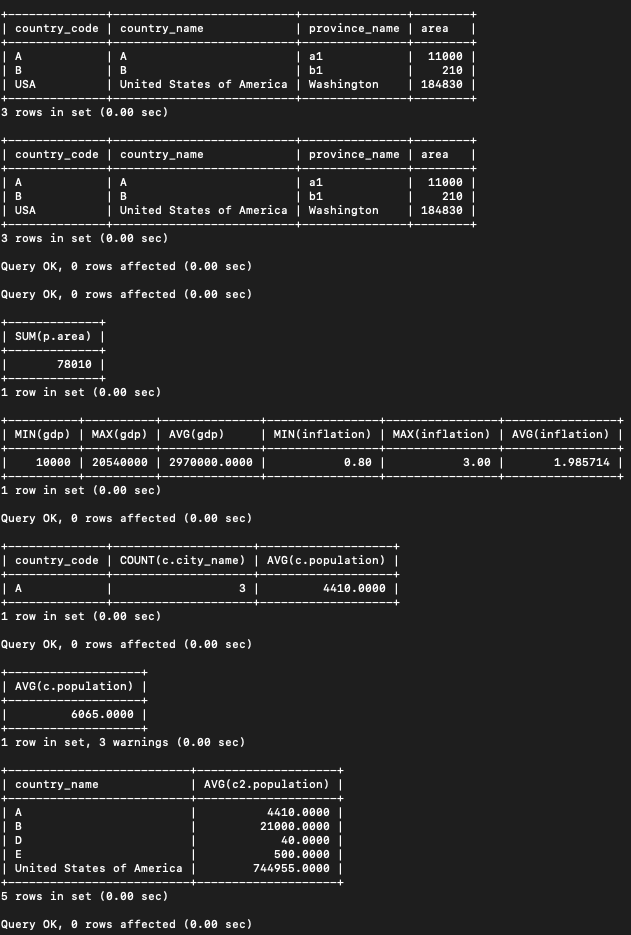 +--------------+--------------------------+---------------+--------+
| country_code | country_name             | province_name | area   |
+--------------+--------------------------+---------------+--------+
| A            | A                        | a1            |  11000 |
| B            | B                        | b1            |    210 |
| USA          | United States of America | Washington    | 184830 |
+--------------+--------------------------+---------------+--------+
3 rows in set (0.00 sec)
+--------------+--------------------------+---------------+--------+
| country_code | country_name             | province_name | area   |
+--------------+--------------------------+---------------+--------+
| A            | A                        | a1            |  11000 |
| B            | B                        | b1            |    210 |
| USA          | United States of America | Washington    | 184830 |
+--------------+--------------------------+---------------+--------+
3 rows in set (0.00 sec)
Query OK, 0 rows affected (0.00 sec)
Query OK, 0 rows affected (0.00 sec)
+-------------+
| SUM(p.area) |
+-------------+
|       78010 |
+-------------+
1 row in set (0.00 sec)
+----------+----------+--------------+----------------+----------------+----------------+
| MIN(gdp) | MAX(gdp) | AVG(gdp)     | MIN(inflation) | MAX(inflation) | AVG(inflation) |
+----------+----------+--------------+----------------+----------------+----------------+
|    10000 | 20540000 | 2970000.0000 |           0.80 |           3.00 |       1.985714 |
+----------+----------+--------------+----------------+----------------+----------------+
1 row in set (0.00 sec)
Query OK, 0 rows affected (0.00 sec)
+--------------+--------------------+-------------------+
| country_code | COUNT(c.city_name) | AVG(c.population) |
+--------------+--------------------+-------------------+
| A            |                  3 |         4410.0000 |
+--------------+--------------------+-------------------+
1 row in set (0.00 sec)
Query OK, 0 rows affected (0.00 sec)
+-------------------+
| AVG(c.population) |
+-------------------+
|         6065.0000 |
+-------------------+
1 row in set, 3 warnings (0.00 sec)
+--------------------------+--------------------+
| country_name             | AVG(c2.population) |
+--------------------------+--------------------+
| A                        |          4410.0000 |
| B                        |         21000.0000 |
| D                        |            40.0000 |
| E                        |           500.0000 |
| United States of America |        744955.0000 |
+--------------------------+--------------------+
5 rows in set (0.00 sec)
Query OK, 0 rows affected (0.00 sec)